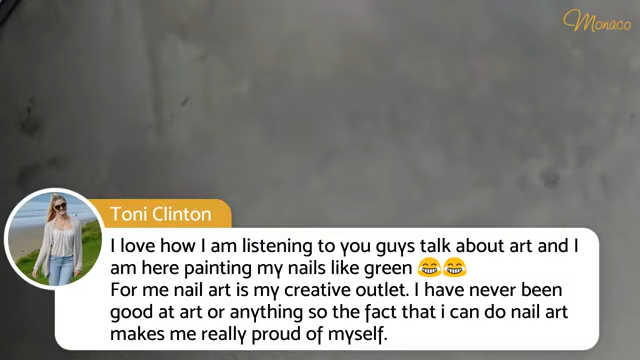 Monaco
Toni Clinton
I love how I am listening to you guys talk about art and I
am here painting my nails like green 😂😂
For me nail art is my creative outlet. I have never been
good at art or anything so the fact that i can do nail art
makes me really proud of myself.